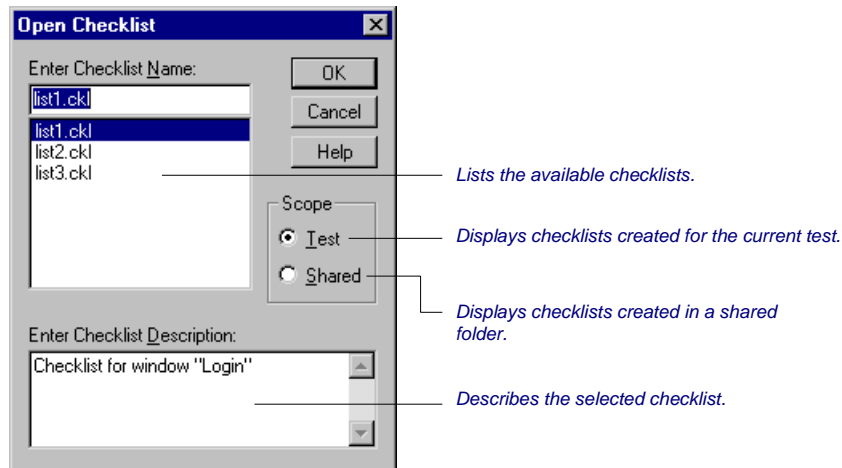 Open Checklist
Enter Checklist Name:
list1.ckl
list1.ckl
list2.ckl
list3.ckl
OK
Cancel
Help
Scope
Test
Shared
Enter Checklist Description:
Checklist for window "Login"
Lists the available checklists.
Displays checklists created for the current test.
Displays checklists created in a shared
folder.
Describes the selected checklist.